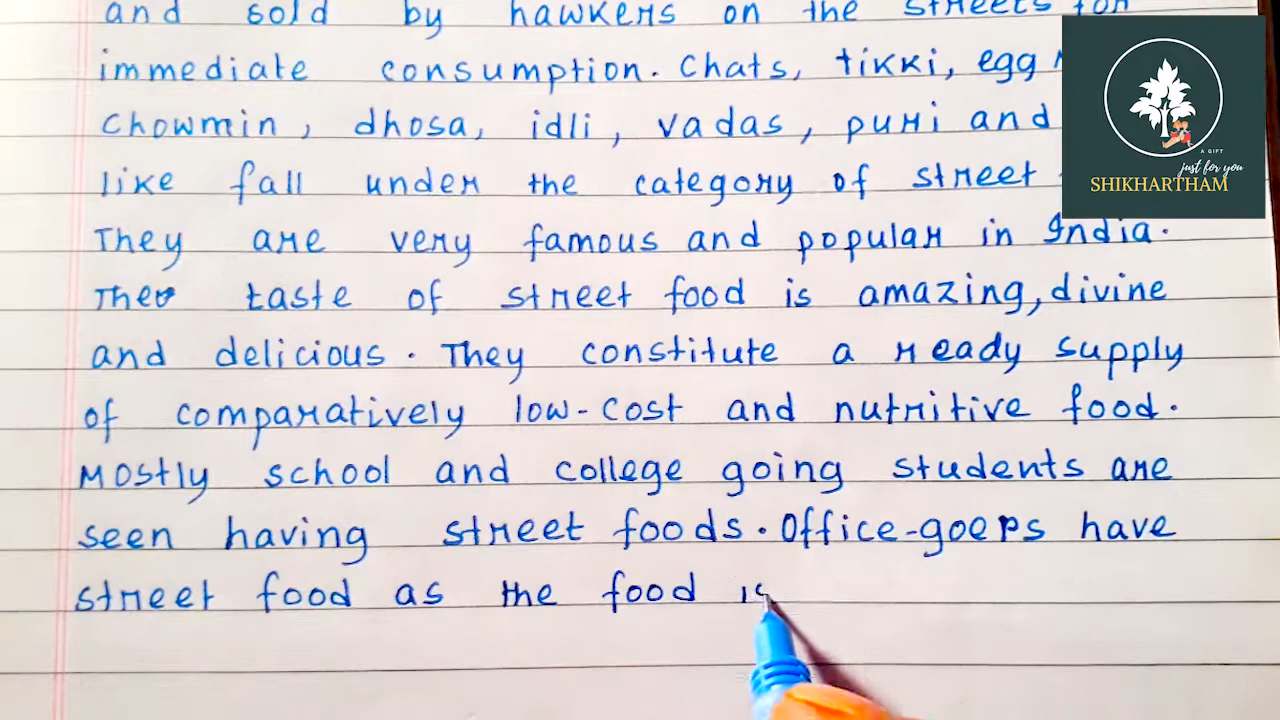 and sold by hawkers on the streets for
immediate consumption. Chats, tikki, egg
Chowmin, dhosa, idli, vadas, puri and
like fall under the category of street
They are very famous and popular in India.
The taste of street food is amazing, divine
and delicious. They constitute a ready supply
of comparatively low-cost and nutritive food.
Mostly school and college going students are
seen having street foods. Office-goers have
street food as the food is
A GIFT
just for you
SHIKHARTHAM